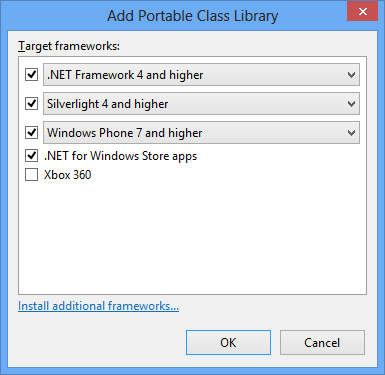 Add Portable Class Library
Target frameworks:
.NET Framework 4 and higher
Silverlight 4 and higher
Windows Phone 7 and higher
.NET for Windows Store apps
Xbox 360
Install additional frameworks...
OK Cancel